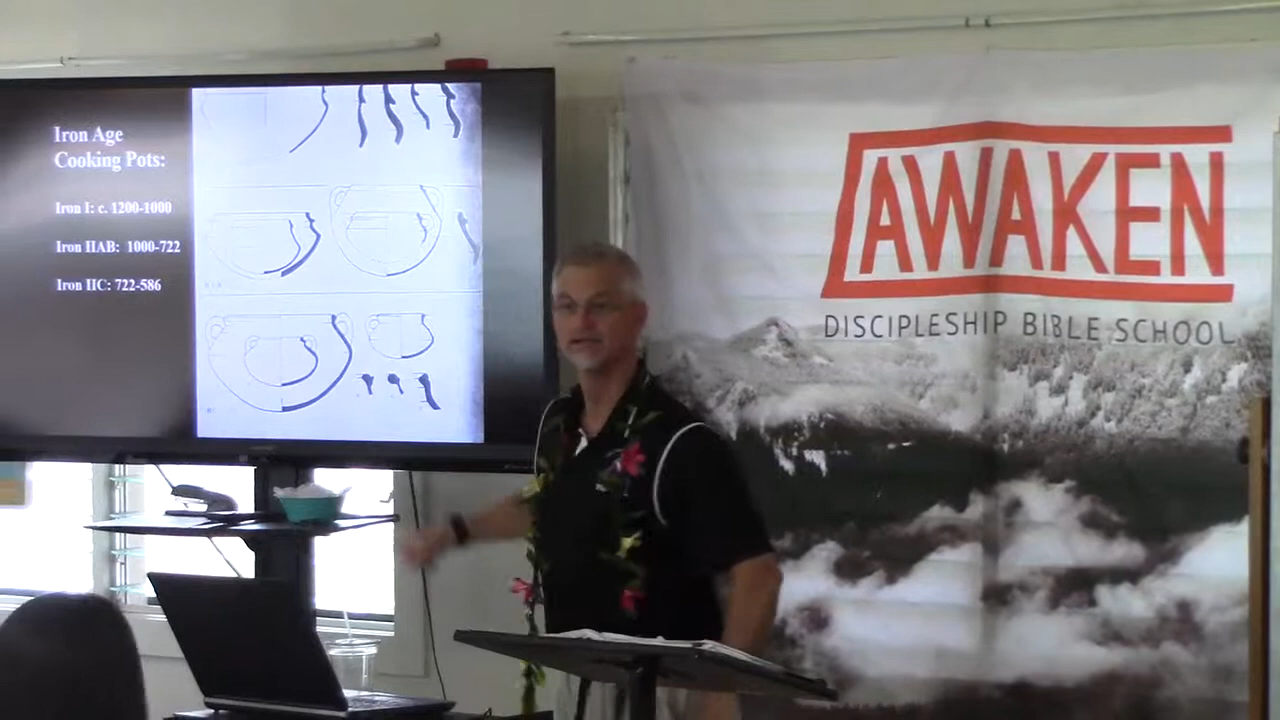 Iron Age
Cooking Pots:
Iron I: c. 1200-1000
Iron IIAB: 1000-722
Iron IIC: 722-586
AWAKEN
DISCIPLESHIP BIBLE SCHOOL